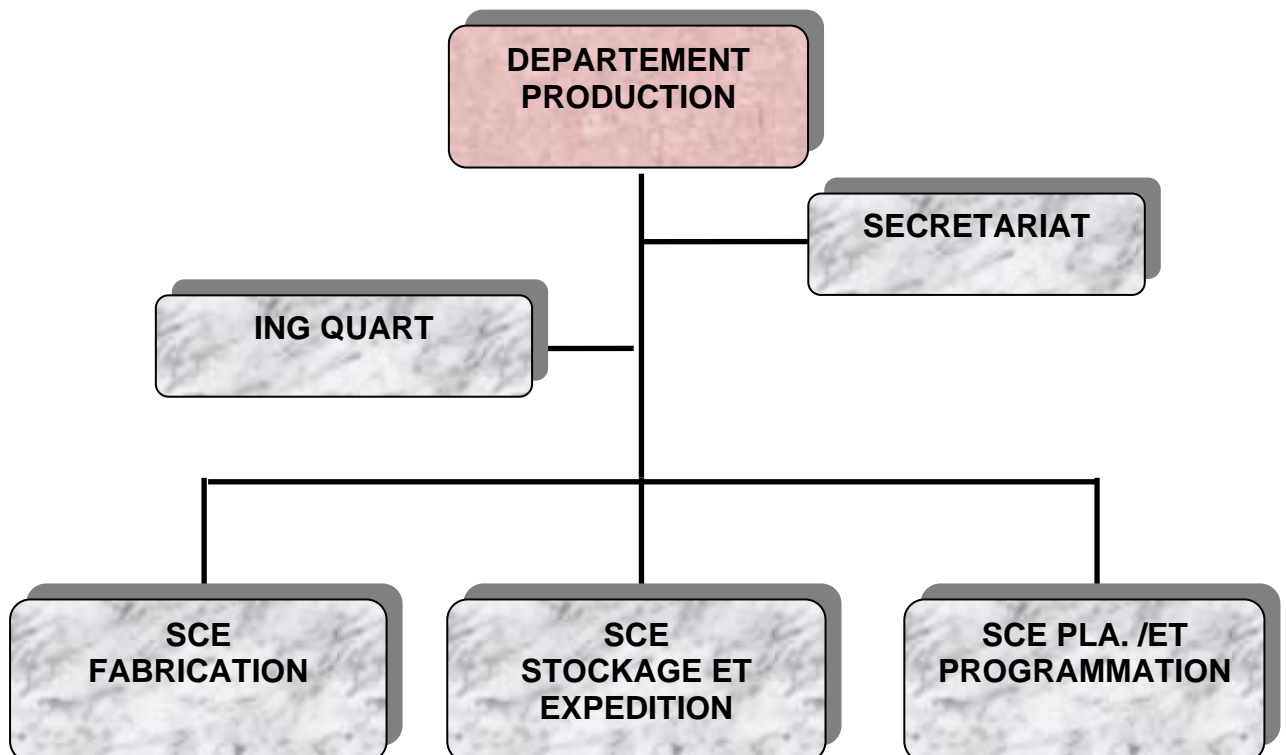 DEPARTEMENT
PRODUCTION
SECRETARIAT
ING QUART
SCE
FABRICATION
SCE
STOCKAGE ET
EXPEDITION
SCE PLA. /ET
PROGRAMMATION